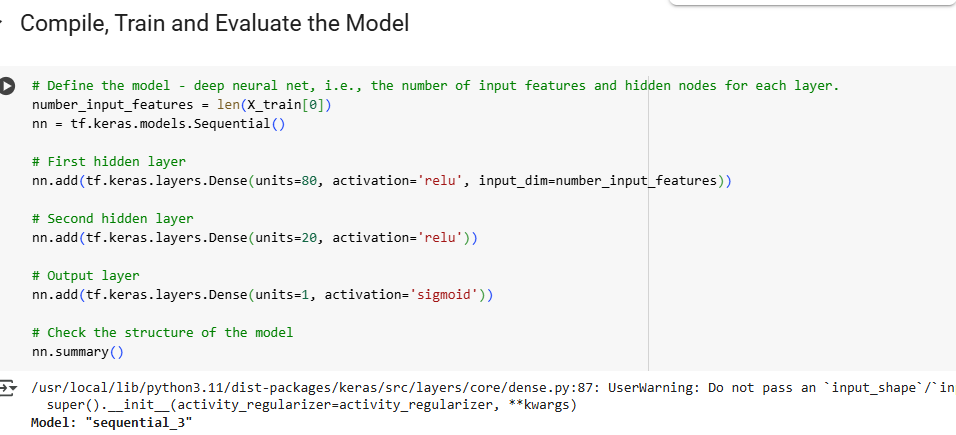 Compile, Train and Evaluate the Model
# Define the model - deep neural net, i.e., the number of input features and hidden nodes for each layer.
number_input_features = len(X_train[0])
nn = tf.keras.models.Sequential()
# First hidden layer
nn.add(tf.keras.layers.Dense(units=80, activation='relu', input_dim=number_input_features))
# Second hidden layer
nn.add(tf.keras.layers.Dense(units=20, activation='relu'))
# Output layer
nn.add(tf.keras.layers.Dense(units=1, activation='sigmoid'))
# Check the structure of the model
nn.summary()
/usr/local/lib/python3.11/dist-packages/keras/src/layers/core/dense.py:87: UserWarning: Do not pass an `input_shape`/`in
super().__init__(activity_regularizer=activity_regularizer, **kwargs)
Model: "sequential_3"